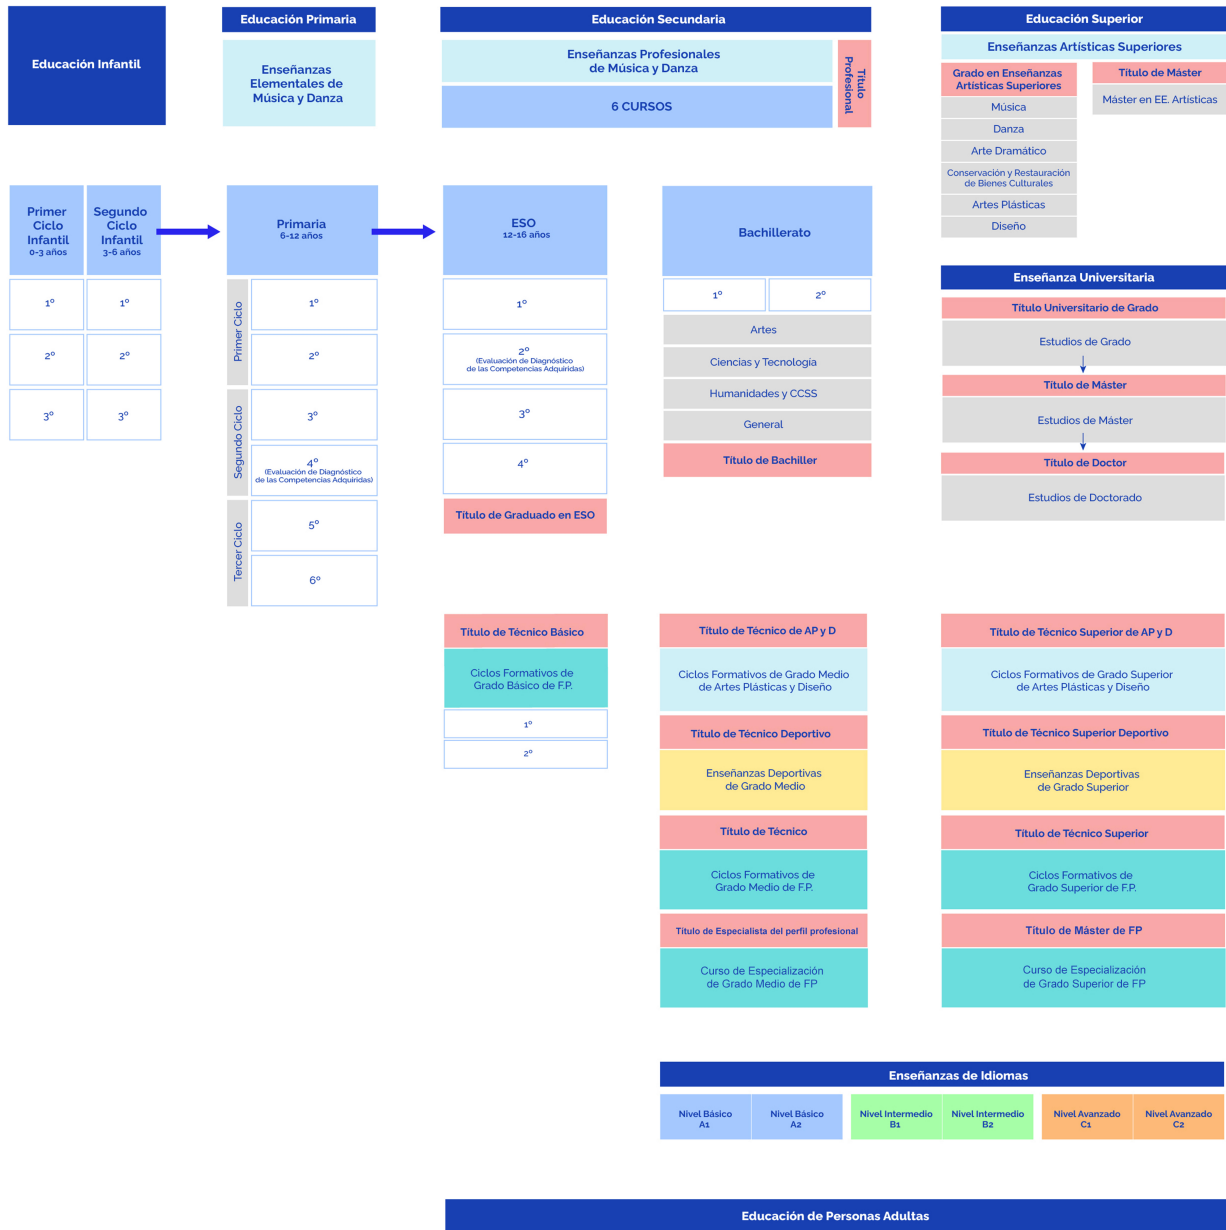 Educación Infantil
Educación Primaria
Enseñanzas
Elementales de
Música y Danza
Educación Secundaria
Enseñanzas Profesionales
de Música y Danza
6 CURSOS
Título
Profesional
Educación Superior
Enseñanzas Artísticas Superiores
Grado en Enseñanzas
Artísticas Superiores
Música
Danza
Arte Dramático
Conservación y Restauración
de Bienes Culturales
Artes Plásticas
Diseño
Título de Máster
Máster en EE. Artísticas
Primer
Ciclo
Infantil
0-3 años
1º
2º
3º
Segundo
Ciclo
Infantil
3-6 años
1º
2º
3º
Primaria
6-12 años
Primer Ciclo
1º
2º
Segundo Ciclo
3º
4º
(Evaluación de Diagnóstico
de las Competencias Adquiridas)
Tercer Ciclo
5º
6º
ESO
12-16 años
1º
2º
(Evaluación de Diagnóstico
de las Competencias Adquiridas)
3º
4º
Título de Graduado en ESO
Bachillerato
1º
2º
Artes
Ciencias y Tecnología
Humanidades y CCSS
General
Título de Bachiller
Enseñanza Universitaria
Título Universitario de Grado
Estudios de Grado
Título de Máster
Estudios de Máster
Título de Doctor
Estudios de Doctorado
Título de Técnico Básico
Ciclos Formativos de
Grado Básico de F.P.
1º
2º
Título de Técnico de AP y D
Ciclos Formativos de Grado Medio
de Artes Plásticas y Diseño
Título de Técnico Deportivo
Enseñanzas Deportivas
de Grado Medio
Título de Técnico
Ciclos Formativos de
Grado Medio de F.P.
Título de Especialista del perfil profesional
Curso de Especialización
de Grado Medio de FP
Título de Técnico Superior de AP y D
Ciclos Formativos de Grado Superior
de Artes Plásticas y Diseño
Título de Técnico Superior Deportivo
Enseñanzas Deportivas
de Grado Superior
Título de Técnico Superior
Ciclos Formativos de
Grado Superior de F.P.
Título de Máster de FP
Curso de Especialización
de Grado Superior de FP
Enseñanzas de Idiomas
Nivel Básico
A1
Nivel Básico
A2
Nivel Intermedio
B1
Nivel Intermedio
B2
Nivel Avanzado
C1
Nivel Avanzado
C2
Educación de Personas Adultas